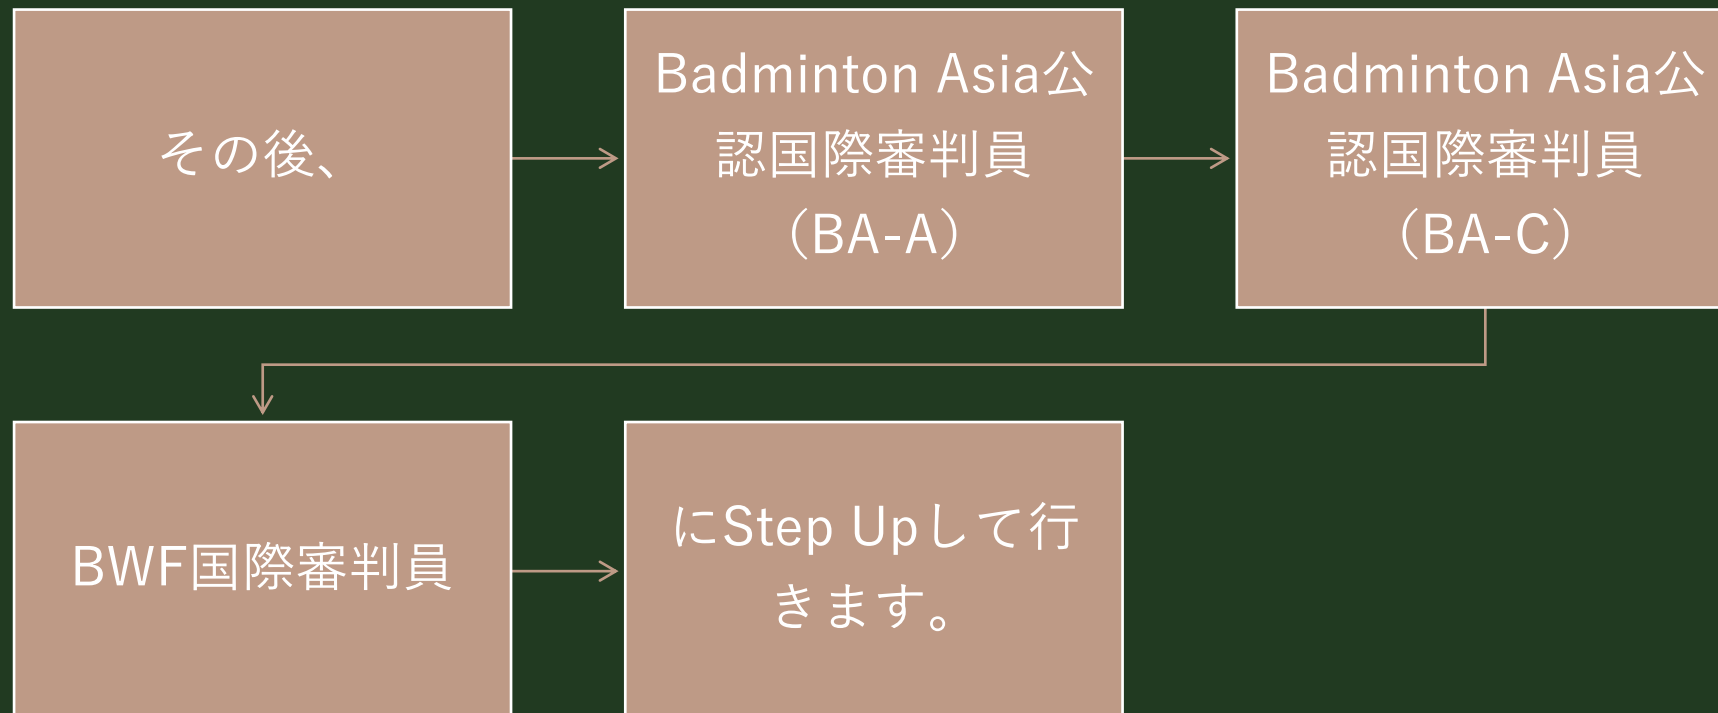 その後、
Badminton Asia公
認国際審判員
（BA-A）
Badminton Asia公
認国際審判員
（BA-C）
BWF国際審判員
にStep Upして行
きます。